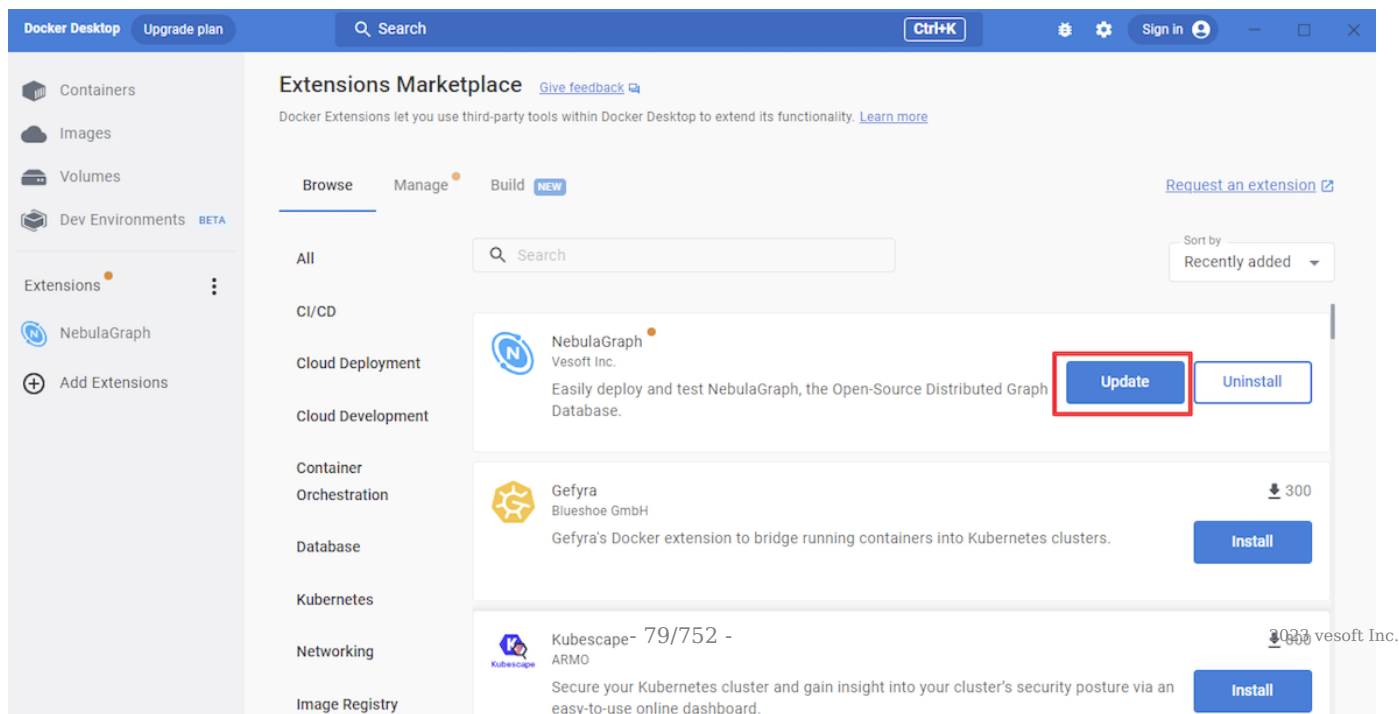 Docker Desktop Upgrade plan Search Ctrl+K Sign in
Containers
Images
Volumes
Dev Environments BETA
Extensions
NebulaGraph
Add Extensions
Extensions Marketplace Give feedback
Docker Extensions let you use third-party tools within Docker Desktop to extend its functionality. Learn more
Browse Manage Build NEW Request an extension
All
CI/CD
Cloud Deployment
Cloud Development
Container
Orchestration
Database
Kubernetes
Networking
Image Registry
Search
Sort by
Recently added
N
NebulaGraph
Vesoft Inc.
Easily deploy and test NebulaGraph, the Open-Source Distributed Graph
Database.
Update Uninstall
Gefyra
Blueshoe GmbH
Gefyra's Docker extension to bridge running containers into Kubernetes clusters.
300
Install
Kubescape
Kubescape
ARMO
Secure your Kubernetes cluster and gain insight into your cluster's security posture via an
easy-to-use online dashboard.
Install
- 79/752 -
2023 vesoft Inc.